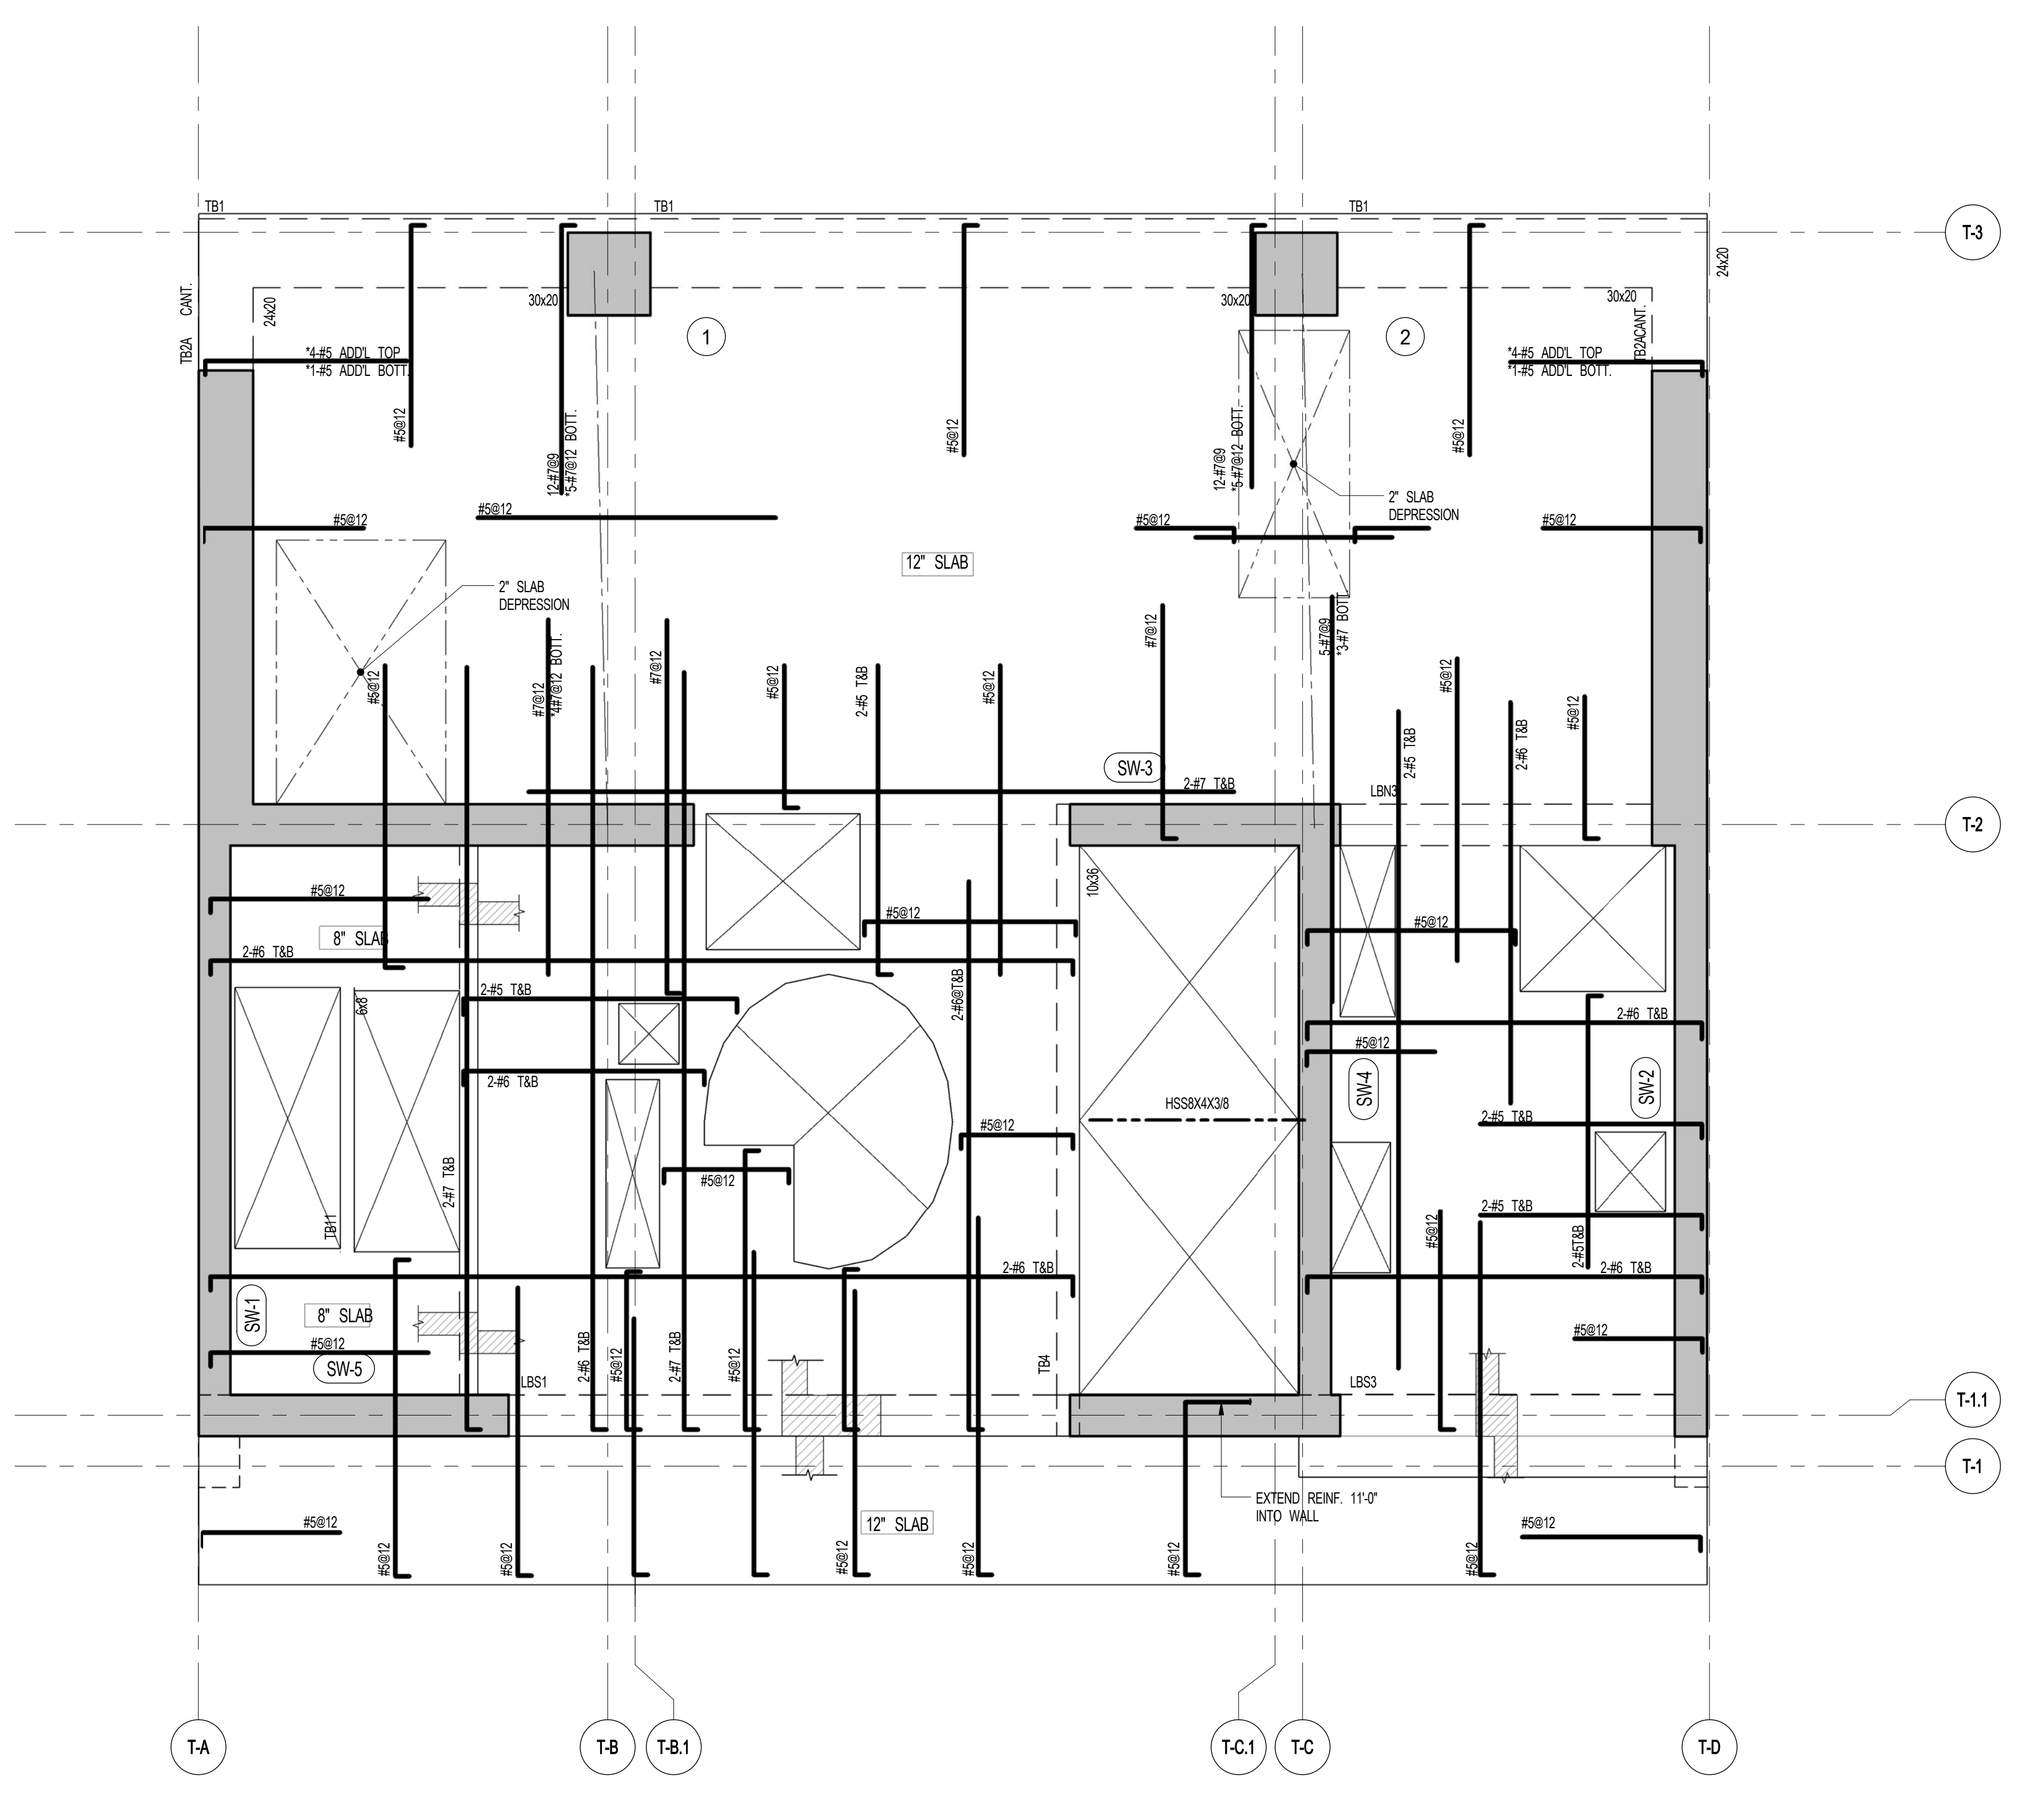 TB1
TB1
TB1
T-3
24x20
CANT.
TB2A
24x20
30x20
30x20
30x20
TB2ACANT.
1
2
*4-#5 ADD'L TOP
*1-#5 ADD'L BOTT.
*4-#5 ADD'L TOP
*1-#5 ADD'L BOTT.
#5@12
12-#7@9
*5-#7@12 BOTT.
#5@12
12-#7@9
*5-#7@12 BOTT.
#5@12
2" SLAB
DEPRESSION
#5@12
#5@12
#5@12
#5@12
12" SLAB
2" SLAB
DEPRESSION
#5@12
#7@12
*4#7@12 BOTT.
#7@12
#5@12
2-#5 T&B
#5@12
#7@12
5-#7@9
*3-#7 BOTT
#5@12
2-#5 T&B
2-#6 T&B
#5@12
SW-3
2-#7 T&B
LBN3
T-2
10x36
#5@12
8" SLAB
#5@12
#5@12
2-#6 T&B
2-#5 T&B
6x8
2-#6@T&B
2-#6 T&B
#5@12
2-#6 T&B
SW-4
SW-2
HSS8X4X3/8
2-#5 T&B
#5@12
2-#7 T&B
#5@12
TB11
2-#5 T&B
#5@12
2-#5T&B
2-#6 T&B
2-#6 T&B
SW-1
8" SLAB
#5@12
SW-5
#5@12
LBS1
2-#6 T&B
#5@12
2-#7 T&B
#5@12
TB4
LBS3
T-1.1
T-1
EXTEND REINF. 11'-0"
INTO WALL
12" SLAB
#5@12
#5@12
#5@12
#5@12
#5@12
#5@12
#5@12
#5@12
#5@12
T-A
T-B
T-B.1
T-C.1
T-C
T-D